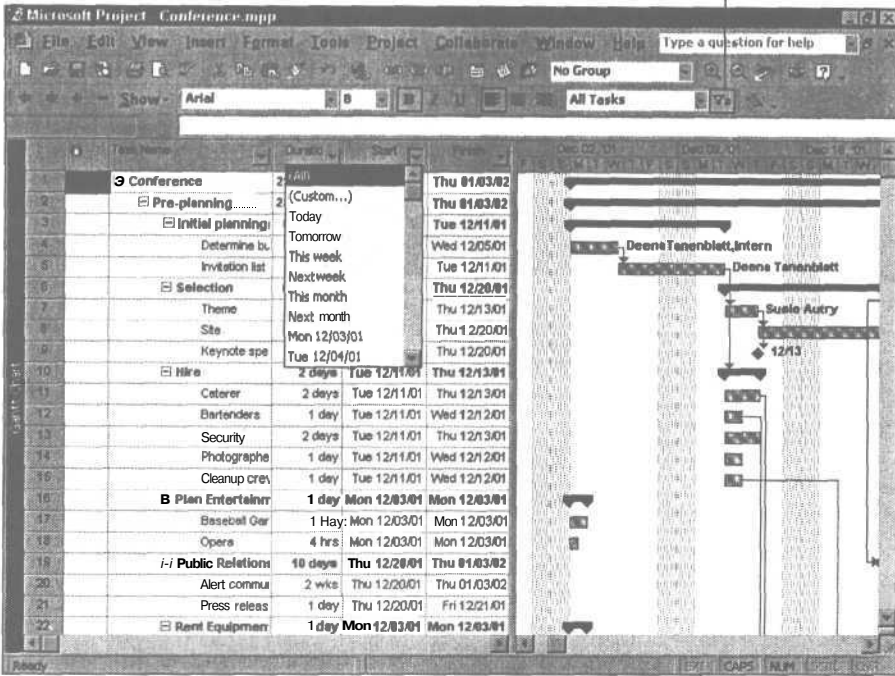 Microsoft Project Conference.mpp
File Edit View Insert Format Tools Project Collaborate Window Help Type a question for help
No Group
Show- Arial 8 B I U All Tasks
Task Name Duratio Start Dec 02, '01 Dec 09, '01 Dec 16, '01
1 Э Conference 2 Thu 01/03/02
2 Pre-planning......... 2 (Custom...) Thu 01/03/02
3 Initial planning Today Tue 12/11/01
Determine bu Tomorrow Wed 12/05/01 Deene Tanenblatt,Intern
5 Invitation list This week Tue 12/11/01 Deene Tanenblatt
6 Selection Next week Thu 12/20/01
7 Theme This month Thu 12/13/01 Susie Autry
8 Site Next month Thu 12/20/01
9 Keynote spe Mon 12/03/01 Thu 12/20/01 12/13
Tue 12/04/01
10 Hire 2 days Tue 12/11/01 Thu 12/13/01
11 Caterer 2 days Tue 12/11/01 Thu 12/13/01
12 Bartenders 1 day Tue 12/11/01 Wed 12/12/01
13 Security 2 days Tue 12/11/01 Thu 12/13/01
14 Photographe 1 day Tue 12/11/01 Wed 12/12/01
15 Cleanup crev 1 day Tue 12/11/01 Wed 12/12/01
16 B Plan Entertainm 1 day Mon 12/03/01 Mon 12/03/01
17 Baseball Gar 1 Hay: Mon 12/03/01 Mon 12/03/01
18 Opera 4 hrs Mon 12/03/01 Mon 12/03/01
19 i-i Public Relations 10 days Thu 12/20/01 Thu 01/03/02
20 Alert commui 2 wks Thu 12/20/01 Thu 01/03/02
21 Press releas 1 day Thu 12/20/01 Fri 12/21/01
22 Rent Equipmen 1 day Mon 12/03/01 Mon 12/03/01
Gantt Chart
Ready EXT CAPS NUM